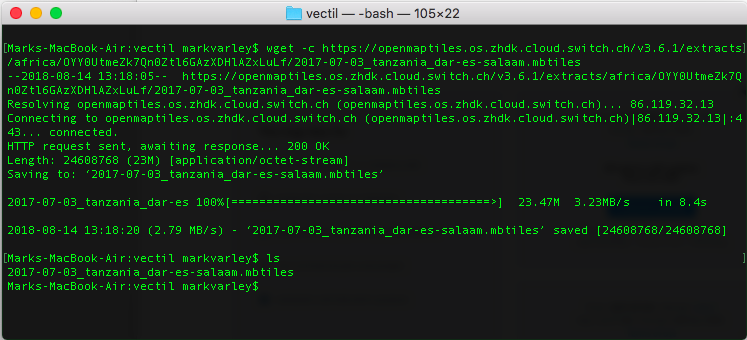 vectil — -bash — 105×22
[Marks-MacBook-Air:vectil markvarley$ wget -c https://openmaptiles.os.zhdk.cloud.switch.ch/v3.6.1/extracts]
/africa/OYY0UtmeZk7Qn0Ztl6GAzXDHlAZxLuLf/2017-07-03_tanzania_dar-es-salaam.mbtiles
--2018-08-14 13:18:05--  https://openmaptiles.os.zhdk.cloud.switch.ch/v3.6.1/extracts/africa/OYY0UtmeZk7Q
n0Ztl6GAzXDHlAZxLuLf/2017-07-03_tanzania_dar-es-salaam.mbtiles
Resolving openmaptiles.os.zhdk.cloud.switch.ch (openmaptiles.os.zhdk.cloud.switch.ch)... 86.119.32.13
Connecting to openmaptiles.os.zhdk.cloud.switch.ch (openmaptiles.os.zhdk.cloud.switch.ch)|86.119.32.13|:4
43... connected.
HTTP request sent, awaiting response... 200 OK
Length: 24608768 (23M) [application/octet-stream]
Saving to: ‘2017-07-03_tanzania_dar-es-salaam.mbtiles’
2017-07-03_tanzania_dar-es 100%[=====================================>]  23.47M  3.23MB/s    in 8.4s
2018-08-14 13:18:20 (2.79 MB/s) - ‘2017-07-03_tanzania_dar-es-salaam.mbtiles’ saved [24608768/24608768]
[Marks-MacBook-Air:vectil markvarley$ ls ]
2017-07-03_tanzania_dar-es-salaam.mbtiles
Marks-MacBook-Air:vectil markvarley$